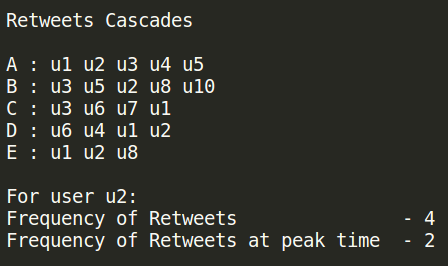 Retweets Cascades
A : u1 u2 u3 u4 u5
B : u3 u5 u2 u8 u10
C : u3 u6 u7 u1
D : u6 u4 u1 u2
E : u1 u2 u8
For user u2:
Frequency of Retweets - 4
Frequency of Retweets at peak time - 2